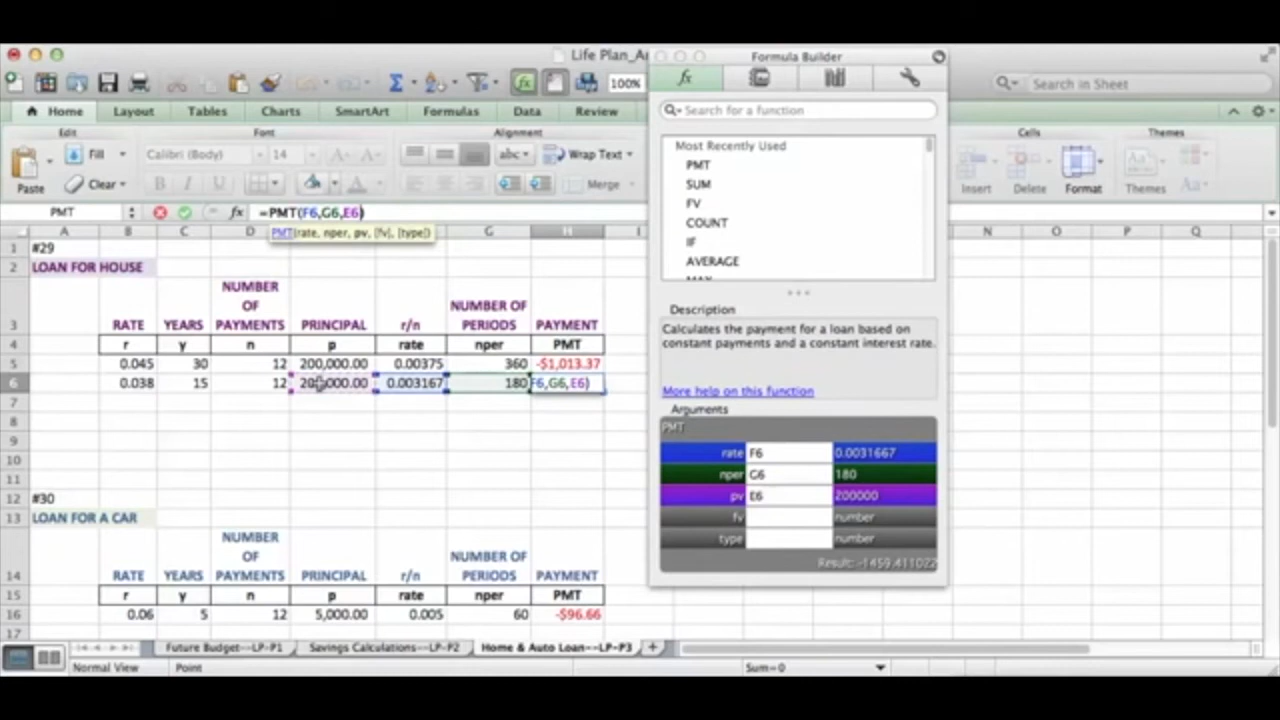 Life Plan_A
Formula Builder
100%
Search in Sheet
fx
Home Layout Tables Charts SmartArt Formulas Data Review
Search for a function
Edit Font Alignment Cells Themes
Most Recently Used
PMT
SUM
FV
COUNT
IF
AVERAGE
MAX
Fill Calibri (Body) 14 A A abc Wrap Text
Paste Clear B I U A Merge Insert Delete Format Themes Aa
PMT fx =PMT(F6,G6,E6)
PMT(rate, nper, pv, [fv], [type])
A B C D G H I N O P Q
1 #29
2 LOAN FOR HOUSE
3 RATE YEARS NUMBER OF PAYMENTS PRINCIPAL r/n NUMBER OF PERIODS PAYMENT
4 r y n p rate nper PMT
5 0.045 30 12 200,000.00 0.00375 360 -$1,013.37
6 0.038 15 12 200,000.00 0.003167 180 F6,G6,E6)
7
8
9
10
11
12 #30
13 LOAN FOR A CAR
14 RATE YEARS NUMBER OF PAYMENTS PRINCIPAL r/n NUMBER OF PERIODS PAYMENT
15 r y n p rate nper PMT
16 0.06 5 12 5,000.00 0.005 60 -$96.66
17
Description
Calculates the payment for a loan based on
constant payments and a constant interest rate.
More help on this function
Arguments
PMT
rate F6 0.0031667
nper G6 180
pv E6 200000
fv number
type number
Result: -1459.411022
Future Budget--LP-P1 Savings Calculations--LP-P2 Home & Auto Loan--LP-P3
Normal View Point Sum=0